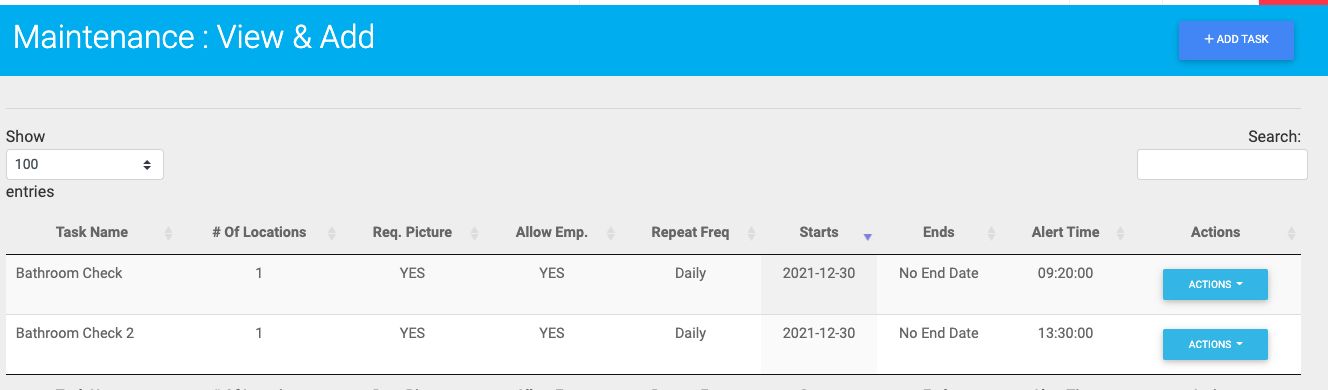 Maintenance : View & Add
+ ADD TASK
Show
100
entries
Search:
Task Name # Of Locations Req. Picture Allow Emp. Repeat Freq Starts Ends Alert Time Actions
Bathroom Check 1 YES YES Daily 2021-12-30 No End Date 09:20:00 ACTIONS
Bathroom Check 2 1 YES YES Daily 2021-12-30 No End Date 13:30:00 ACTIONS